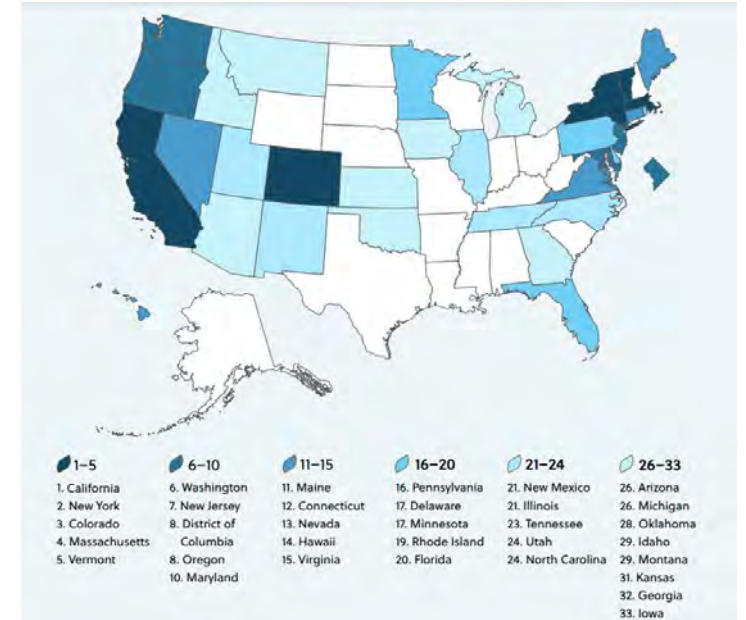 1–5
1. California
2. New York
3. Colorado
4. Massachusetts
5. Vermont
6–10
6. Washington
7. New Jersey
8. District of
Columbia
8. Oregon
10. Maryland
11–15
11. Maine
12. Connecticut
13. Nevada
14. Hawaii
15. Virginia
16–20
16. Pennsylvania
17. Delaware
17. Minnesota
19. Rhode Island
20. Florida
21–24
21. New Mexico
21. Illinois
23. Tennessee
24. Utah
24. North Carolina
26–33
26. Arizona
26. Michigan
28. Oklahoma
29. Idaho
29. Montana
31. Kansas
32. Georgia
33. Iowa